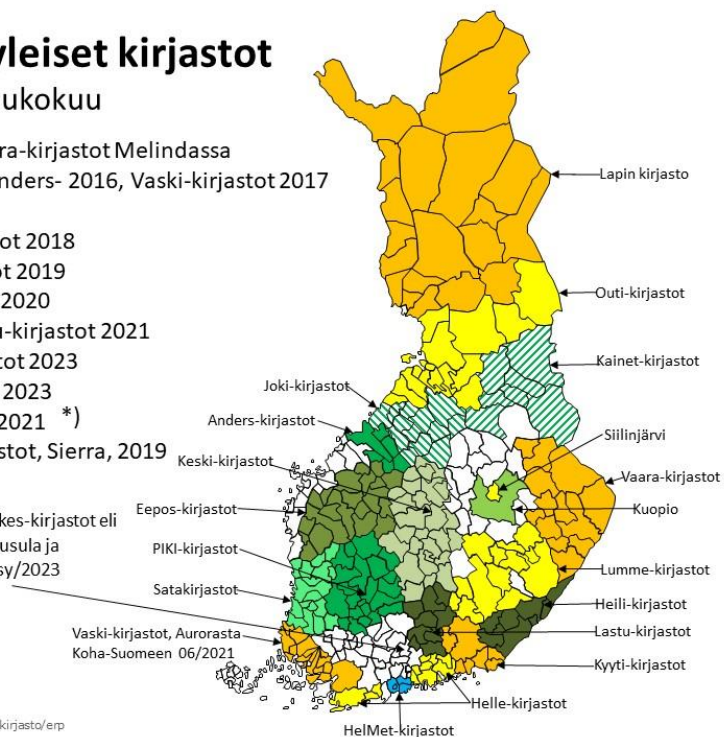 yleiset kirjastot
ukokuu
ra-kirjastot Melindassa
nders- 2016, Vaski-kirjastot 2017
ot 2018
ot 2019
2020
u-kirjastot 2021
tot 2023
2023
2021 *)
stot, Sierra, 2019
kes-kirjastot eli
usula ja
sy/2023
Lapin kirjasto
Outi-kirjastot
Kainet-kirjastot
Joki-kirjastot
Anders-kirjastot
Siilinjärvi
Keski-kirjastot
Vaara-kirjastot
Eepos-kirjastot
Kuopio
PIKI-kirjastot
Lumme-kirjastot
Satakirjastot
Heili-kirjastot
Vaski-kirjastot, Aurorasta
Koha-Suomeen 06/2021
Lastu-kirjastot
Kyyti-kirjastot
Helle-kirjastot
HelMet-kirjastot
kirjasto/erp